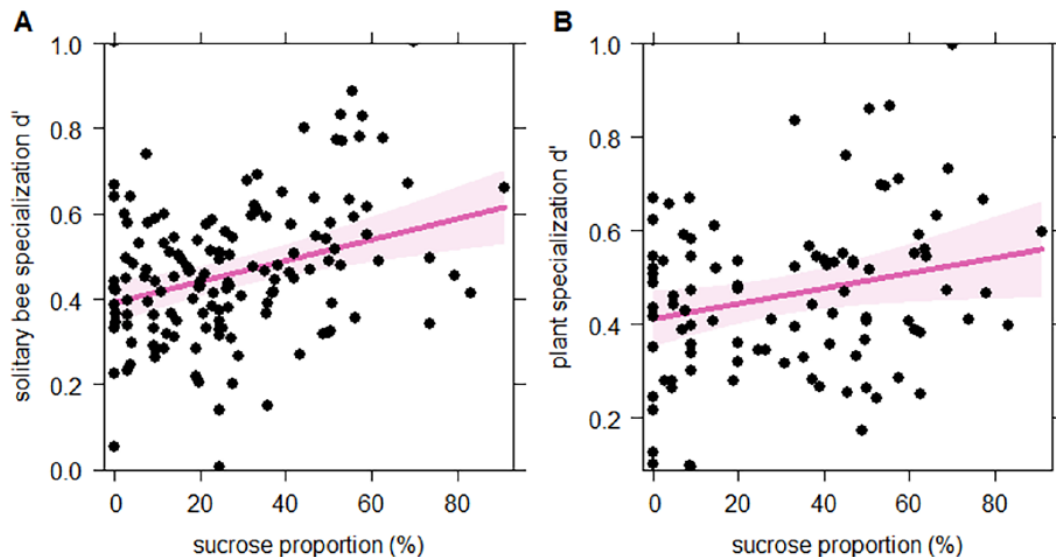 A
B
1.0
0.8
0.6
0.4
0.2
0.0
solitary bee specialization d'
0 20 40 60 80
sucrose proportion (%)
1.0
0.8
0.6
0.4
0.2
plant specialization d'
0 20 40 60 80
sucrose proportion (%)